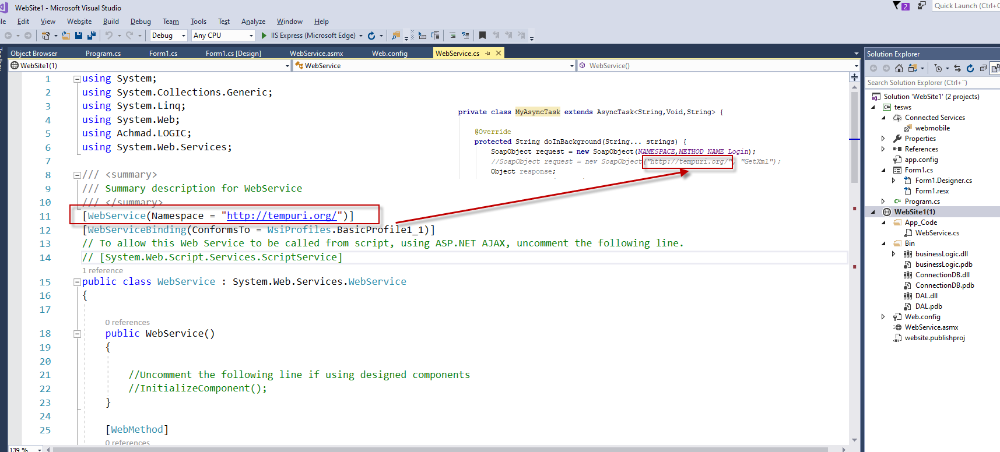 WebSite1 - Microsoft Visual Studio
2
Quick Launch (Ctrl+
Edit View Website Build Debug Team Tools Test Analyze Window Help
Debug Any CPU IIS Express (Microsoft Edge)
Object Browser Program.cs Form1.cs Form1.cs [Design] WebService.asmx Web.config WebService.cs
WebSite1(1) WebService WebService()
1 using System;
2 using System.Collections.Generic;
3 using System.Linq;
4 using System.Web;
5 using Achmad.LOGIC;
6 using System.Web.Services;
7
8 /// <summary>
9 /// Summary description for WebService
10 /// </summary>
11 [WebService(Namespace = "http://tempuri.org/")]
12 [WebServiceBinding(ConformsTo = WsiProfiles.BasicProfile1_1)]
13 // To allow this Web Service to be called from script, using ASP.NET AJAX, uncomment the following line.
14 // [System.Web.Script.Services.ScriptService]
1 reference
15 public class WebService : System.Web.Services.WebService
16 {
17
0 references
18 public WebService()
19 {
20
21 //Uncomment the following line if using designed components
22 //InitializeComponent();
23 }
24
25 [WebMethod]
0 references
139 %
private class MyAsyncTask extends AsyncTask<String,Void,String> {
@Override
protected String doInBackground(String... strings) {
SoapObject request = new SoapObject(NAMESPACE,METHOD_NAME_Login);
//SoapObject request = new SoapObject("http://tempuri.org/", "GetXml");
Object response;
Solution Explorer
Search Solution Explorer (Ctrl+¨)
Solution 'WebSite1' (2 projects)
tesws
Connected Services
webmobile
Properties
References
app.config
Form1.cs
Form1.Designer.cs
Form1.resx
Program.cs
WebSite1(1)
App_Code
WebService.cs
Bin
businessLogic.dll
businessLogic.pdb
ConnectionDB.dll
ConnectionDB.pdb
DAL.dll
DAL.pdb
Web.config
WebService.asmx
website.publishproj